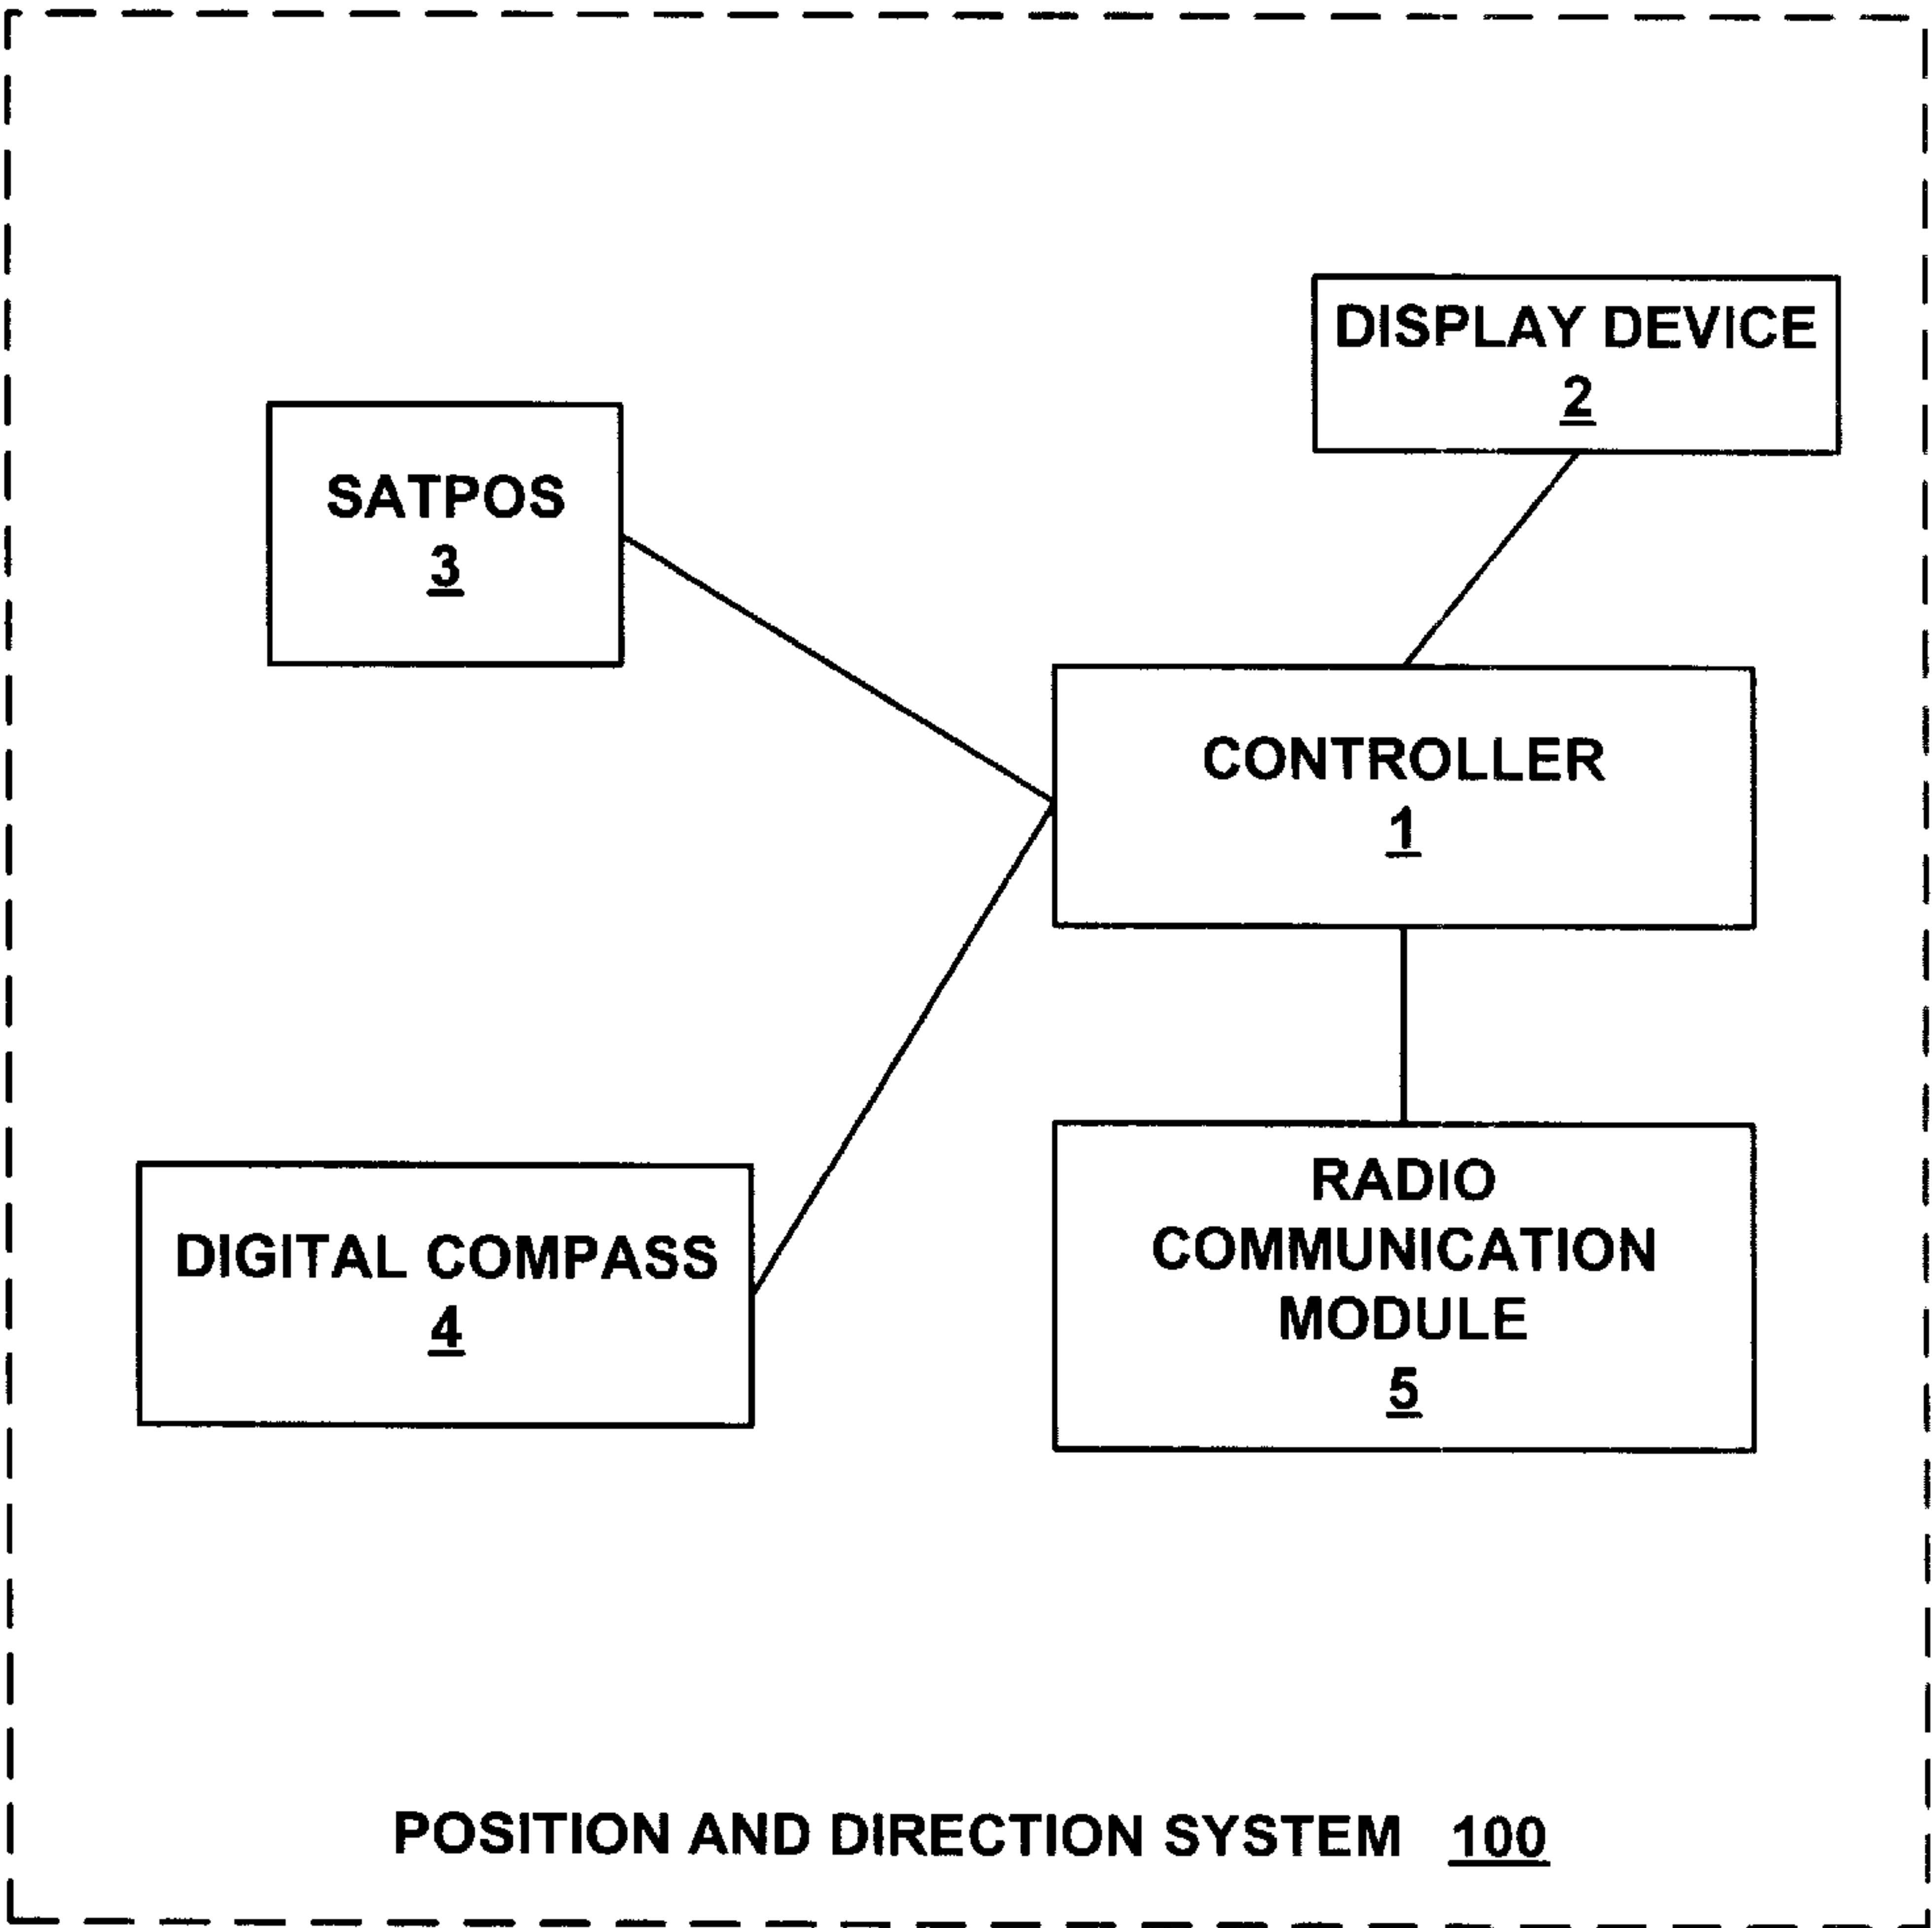 DISPLAY DEVICE
2
SATPOS
3
CONTROLLER
1
DIGITAL COMPASS
4
RADIO
COMMUNICATION
MODULE
5
POSITION AND DIRECTION SYSTEM 100